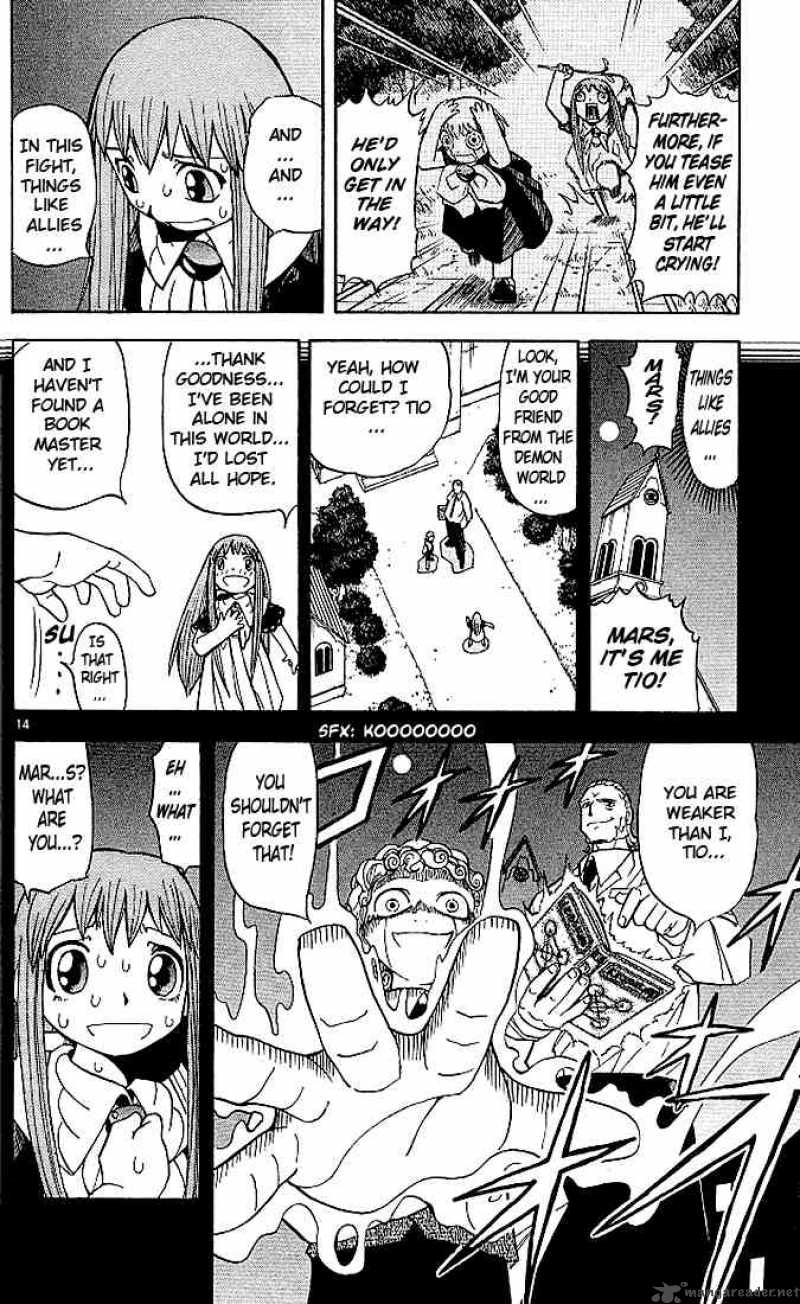 FURTHER-
MORE, IF
YOU TEASE
HIM EVEN
A LITTLE
BIT, HE'LL
START
CRYING!
HE'D
ONLY
GET IN
THE
WAY!
AND
...
AND
...
IN THIS
FIGHT,
THINGS
LIKE
ALLIES
...
THINGS
LIKE
ALLIES
...
MARS!
MARS,
IT'S ME
TIO!
LOOK,
I'M YOUR
GOOD
FRIEND
FROM THE
DEMON
WORLD
...
YEAH, HOW
COULD I
FORGET? TIO
...
...THANK
GOODNESS...
I'VE BEEN
ALONE IN
THIS WORLD...
I'D LOST
ALL HOPE.
AND I
HAVEN'T
FOUND A
BOOK
MASTER
YET...
SU
IS
THAT
RIGHT
...
14
SFX: KOOOOOOOO
YOU ARE
WEAKER
THAN I,
TIO...
YOU
SHOULDN'T
FORGET
THAT!
EH
...
WHAT
...
MAR...S?
WHAT
ARE
YOU...?
mangareader.net